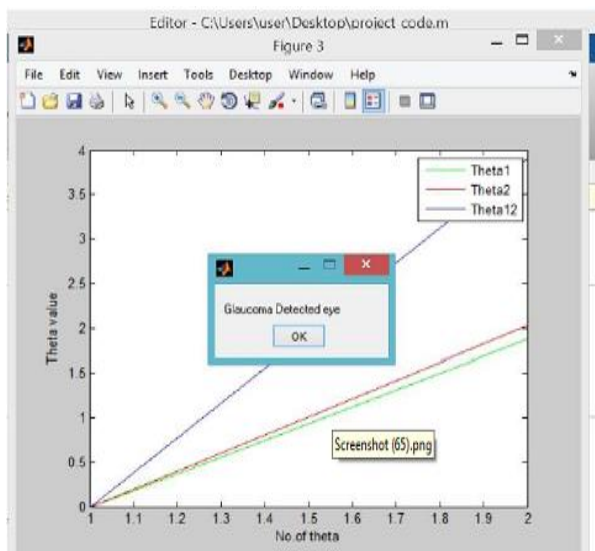 Editor - C:\Users\user\Desktop\project code.m
Figure 3
File Edit View Insert Tools Desktop Window Help
4
3.5
3
2.5
2
1.5
1
0.5
0
Theta value
Theta1
Theta2
Theta12
Glaucoma Detected eye
OK
Screenshot (65).png
1 1.1 1.2 1.3 1.4 1.5 1.6 1.7 1.8 1.9 2
No.of theta